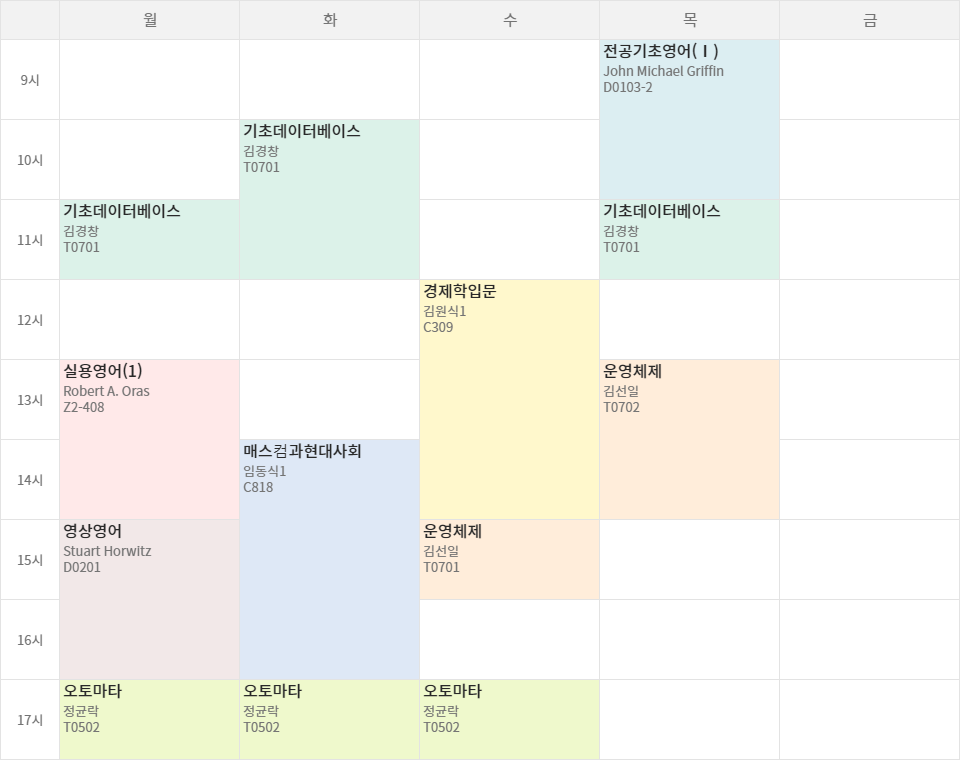 월 화 수 목 금
9시
전공기초영어(Ⅰ)
John Michael Griffin
D0103-2
10시
기초데이터베이스
김경창
T0701
11시
기초데이터베이스
김경창
T0701
기초데이터베이스
김경창
T0701
12시
경제학입문
김원식1
C309
13시
실용영어(1)
Robert A. Oras
Z2-408
운영체제
김선일
T0702
14시
매스컴과현대사회
임동식1
C818
15시
영상영어
Stuart Horwitz
D0201
운영체제
김선일
T0701
16시
17시
오토마타
정균락
T0502
오토마타
정균락
T0502
오토마타
정균락
T0502